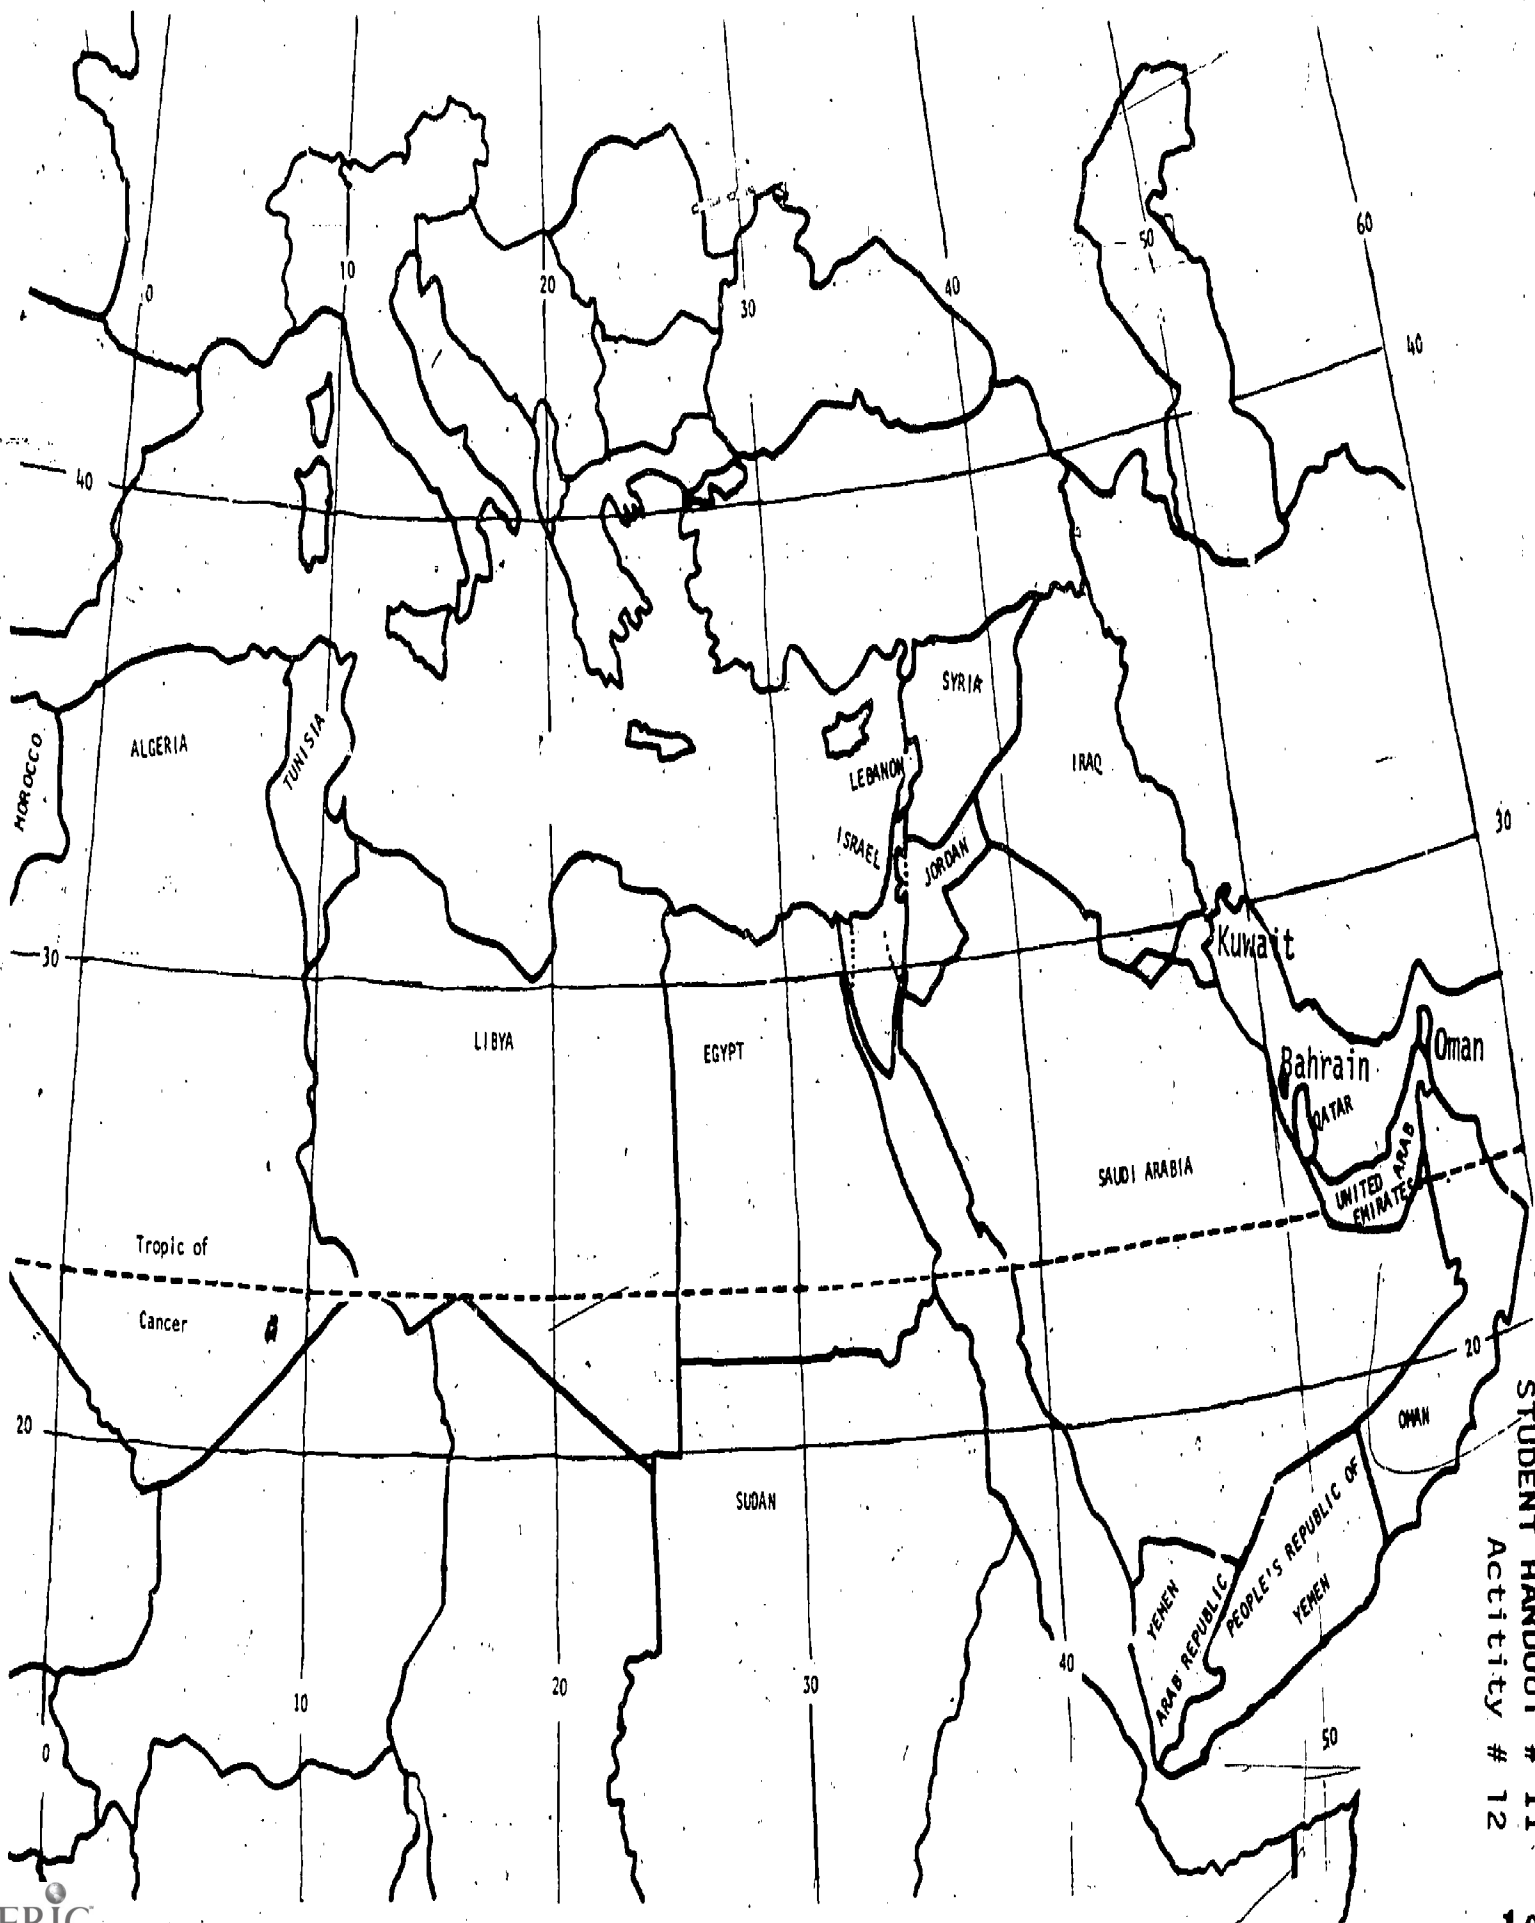 60
50
10
0
20
40
30
40
40
SYRIA
MOROCCO
ALGERIA
TUNISIA
LEBANON
IRAQ
30
ISRAEL
JORDAN
Kuwait
30
LIBYA
EGYPT
Oman
Bahrain
QATAR
SAUDI ARABIA
UNITED ARAB
EMIRATES
Tropic of
Cancer
20
20
OMAN
SUDAN
YEMEN
ARAB REPUBLIC
PEOPLE'S REPUBLIC OF
YEMEN
40
20
30
10
50
0
STUDENT HANDOUT #
Actitity # 12
ERIC